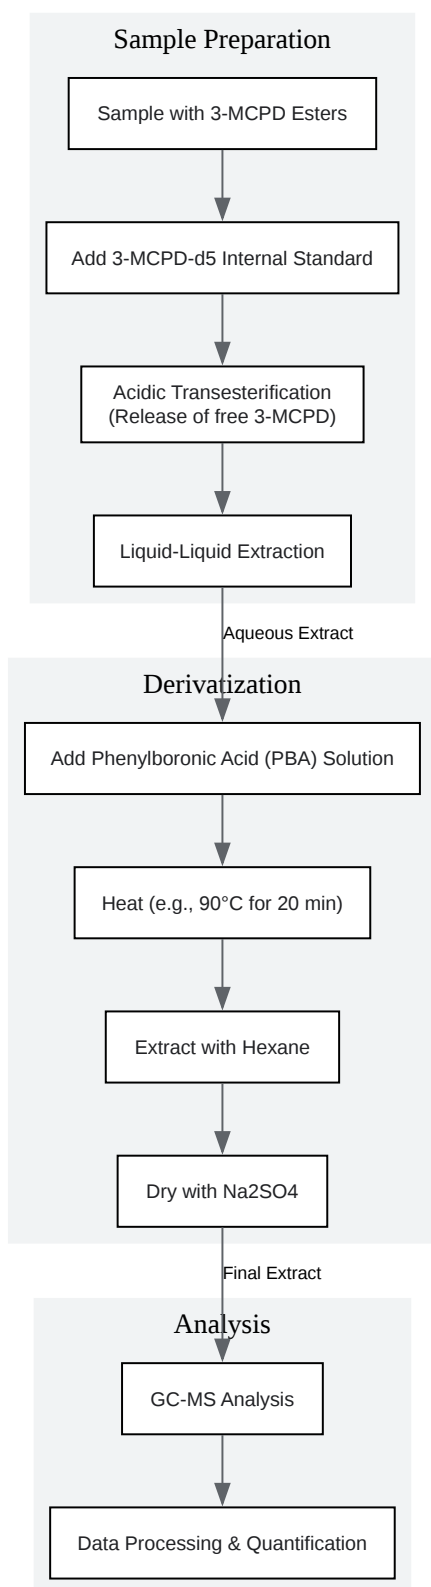 Sample Preparation
Sample with 3-MCPD Esters
Add 3-MCPD-d5 Internal Standard
Acidic Transesterification
(Release of free 3-MCPD)
Liquid-Liquid Extraction
Aqueous Extract
Derivatization
Add Phenylboronic Acid (PBA) Solution
Heat (e.g., 90°C for 20 min)
Extract with Hexane
Dry with Na2SO4
Final Extract
Analysis
GC-MS Analysis
Data Processing & Quantification